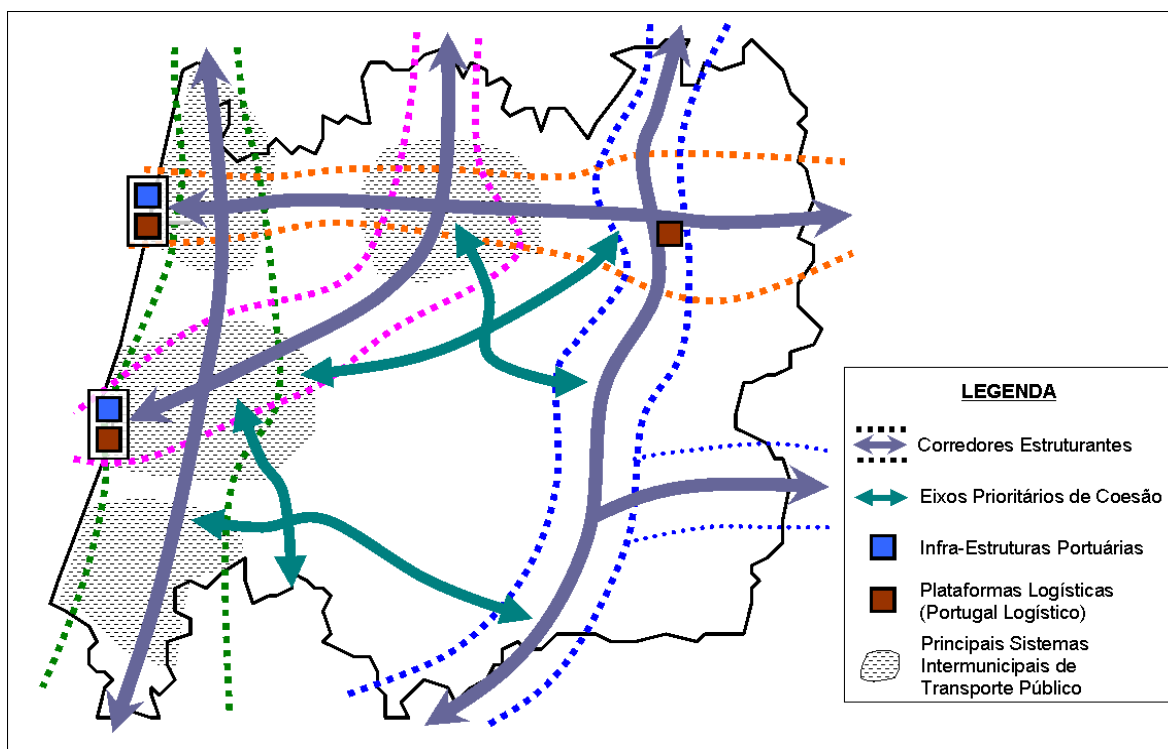 LEGENDA
Corredores Estruturantes
Eixos Prioritários de Coesão
Infra-Estruturas Portuárias
Plataformas Logísticas
(Portugal Logístico)
Principais Sistemas
Intermunicipais de
Transporte Público